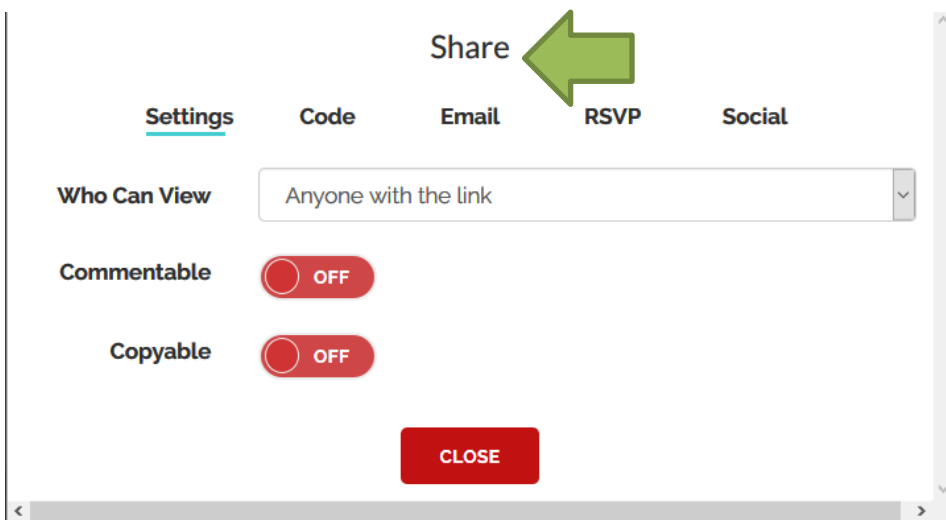 Share
Settings Code Email RSVP Social
Who Can View Anyone with the link
Commentable OFF
Copyable OFF
CLOSE